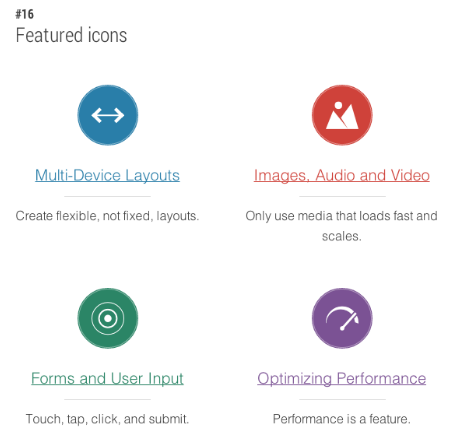 #16
Featured icons
Multi-Device Layouts
Create flexible, not fixed, layouts.
Images, Audio and Video
Only use media that loads fast and
scales.
Forms and User Input
Touch, tap, click, and submit.
Optimizing Performance
Performance is a feature.